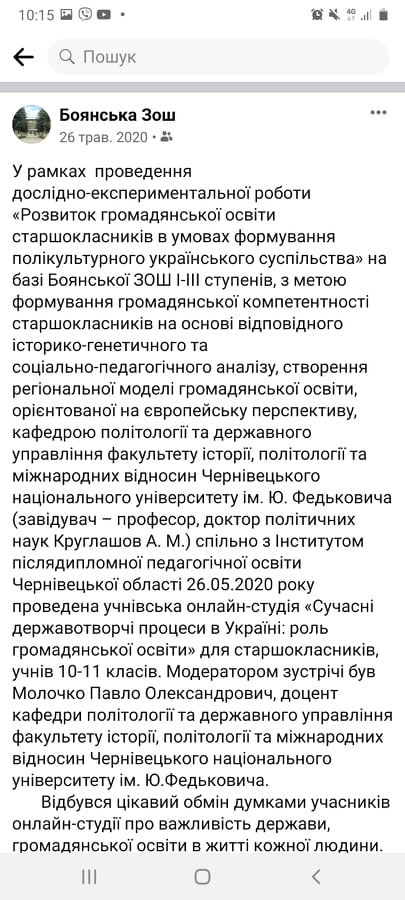 10:15
4G
Пошук
Боянська Зош
26 трав. 2020
У рамках проведення
дослідно-експериментальної роботи
«Розвиток громадянської освіти
старшокласників в умовах формування
полікультурного українського суспільства» на
базі Боянської ЗОШ І-ІІІ ступенів, з метою
формування громадянської компетентності
старшокласників на основі відповідного
історико-генетичного та
соціально-педагогічного аналізу, створення
регіональної моделі громадянської освіти,
орієнтованої на європейську перспективу,
кафедрою політології та державного
управління факультету історії, політології та
міжнародних відносин Чернівецького
національного університету ім. Ю. Федьковича
(завідувач – професор, доктор політичних
наук Круглашов А. М.) спільно з Інститутом
післядипломної педагогічної освіти
Чернівецької області 26.05.2020 року
проведена учнівська онлайн-студія «Сучасні
державотворчі процеси в Україні: роль
громадянської освіти» для старшокласників,
учнів 10-11 класів. Модератором зустрічі був
Молочко Павло Олександрович, доцент
кафедри політології та державного управління
факультету історії, політології та міжнародних
відносин Чернівецького національного
університету ім. Ю.Федьковича.
Відбувся цікавий обмін думками учасників
онлайн-студії про важливість держави,
громадянської освіти в житті кожної людини.